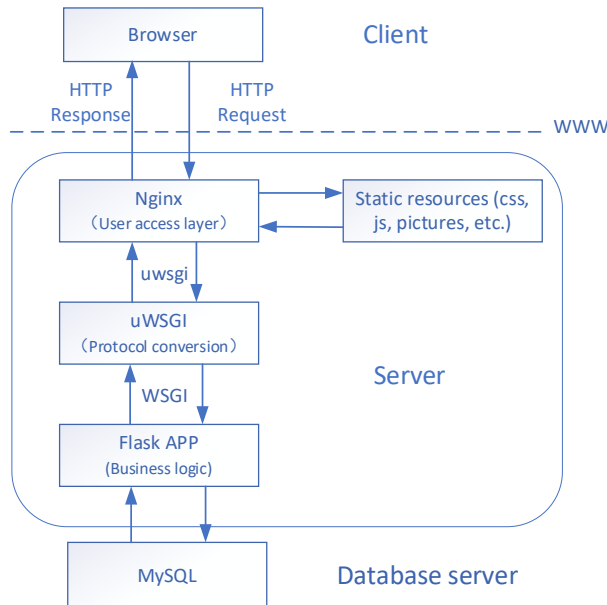 Browser
Client
HTTP
Response
HTTP
Request
WWW
Nginx
（User access layer）
Static resources (css,
js, pictures, etc.)
uwsgi
uWSGI
（Protocol conversion）
Server
WSGI
Flask APP
(Business logic)
MySQL
Database server